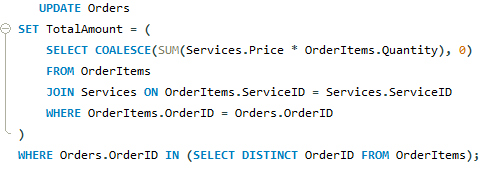 UPDATE Orders
SET TotalAmount = (
SELECT COALESCE(SUM(Services.Price * OrderItems.Quantity), 0)
FROM OrderItems
JOIN Services ON OrderItems.ServiceID = Services.ServiceID
WHERE OrderItems.OrderID = Orders.OrderID
)
WHERE Orders.OrderID IN (SELECT DISTINCT OrderID FROM OrderItems);